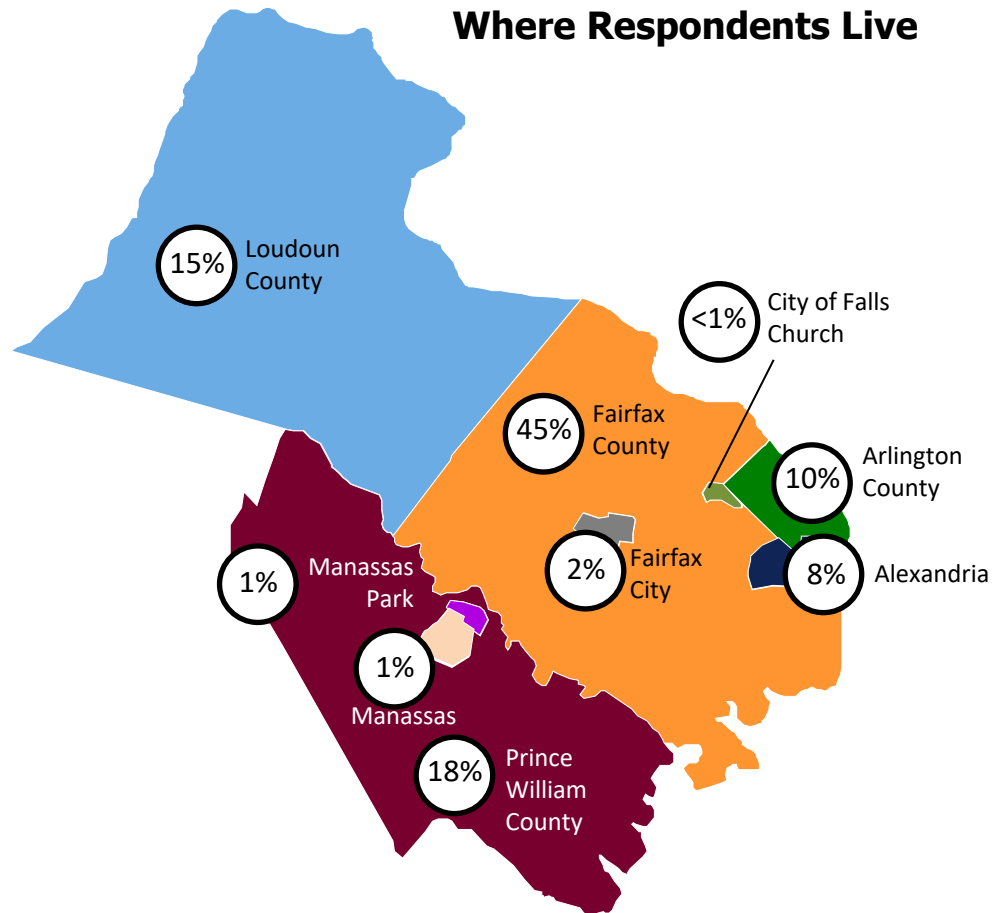 Where Respondents Live
15%
Loudoun
County
<1%
City of Falls
Church
45%
Fairfax
County
10%
Arlington
County
2%
Fairfax
City
8%
Alexandria
1%
Manassas
Park
1%
Manassas
18%
Prince
William
County